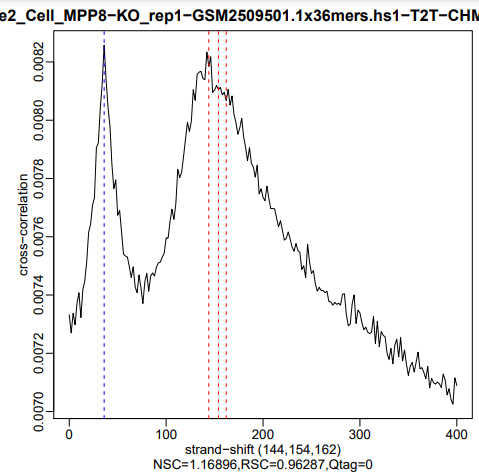 e2_Cell_MPP8-KO_rep1-GSM2509501.1x36mers.hs1-T2T-CHM
0.0082
0.0080
0.0078
0.0076
0.0074
0.0072
0.0070
cross-correlation
0 100 200 300 400
strand-shift (144,154,162)
NSC=1.16896,RSC=0.96287,Qtag=0